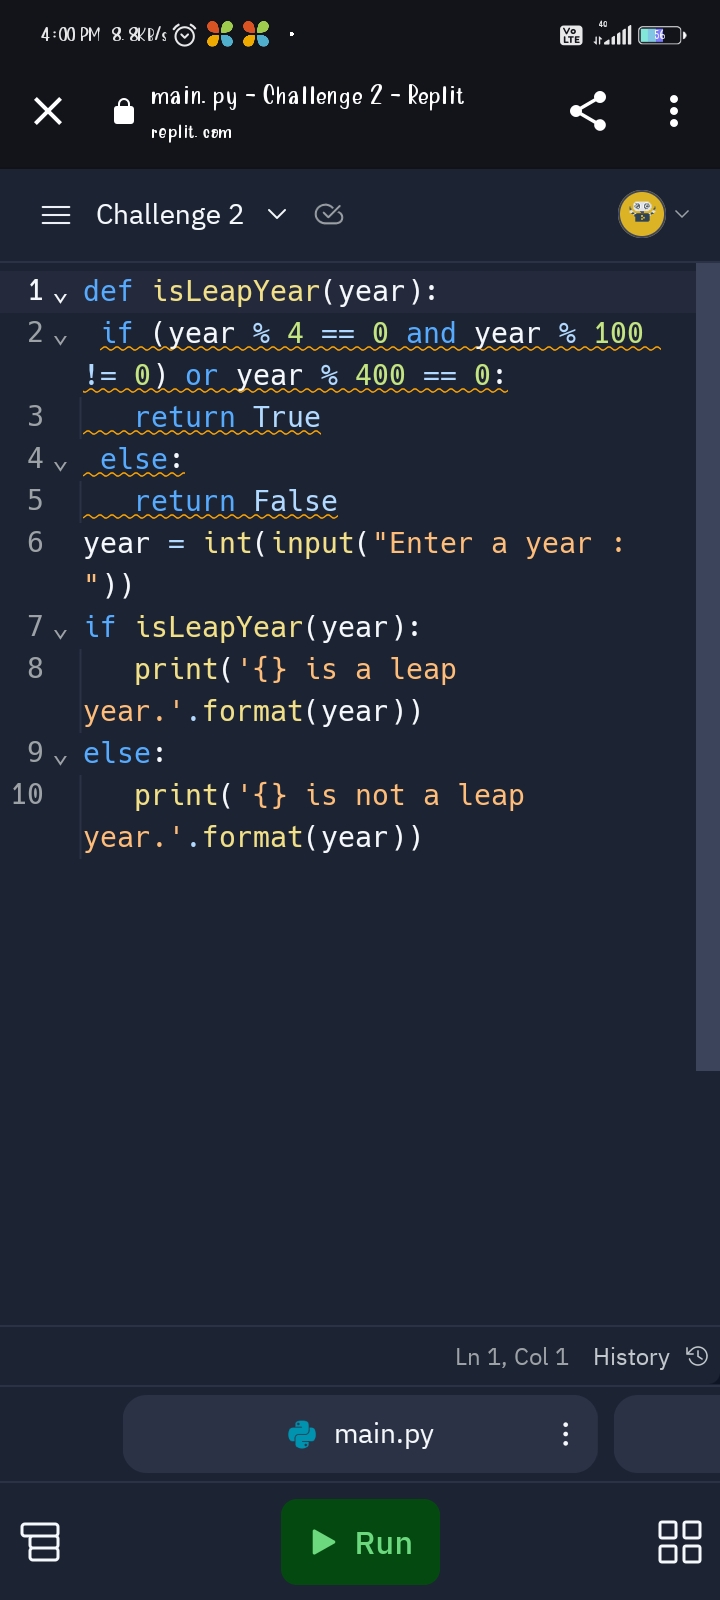 4:00 PM 8.8KB/s Vo LTE 4G 56
main.py - Challenge 2 - Replit
replit.com
Challenge 2
1 def isLeapYear(year):
2  if (year % 4 == 0 and year % 100
!= 0) or year % 400 == 0:
3    return True
4  else:
5    return False
6 year = int(input("Enter a year :
"))
7 if isLeapYear(year):
8    print('{} is a leap
year.'.format(year))
9 else:
10    print('{} is not a leap
year.'.format(year))
Ln 1, Col 1 History
main.py
Run